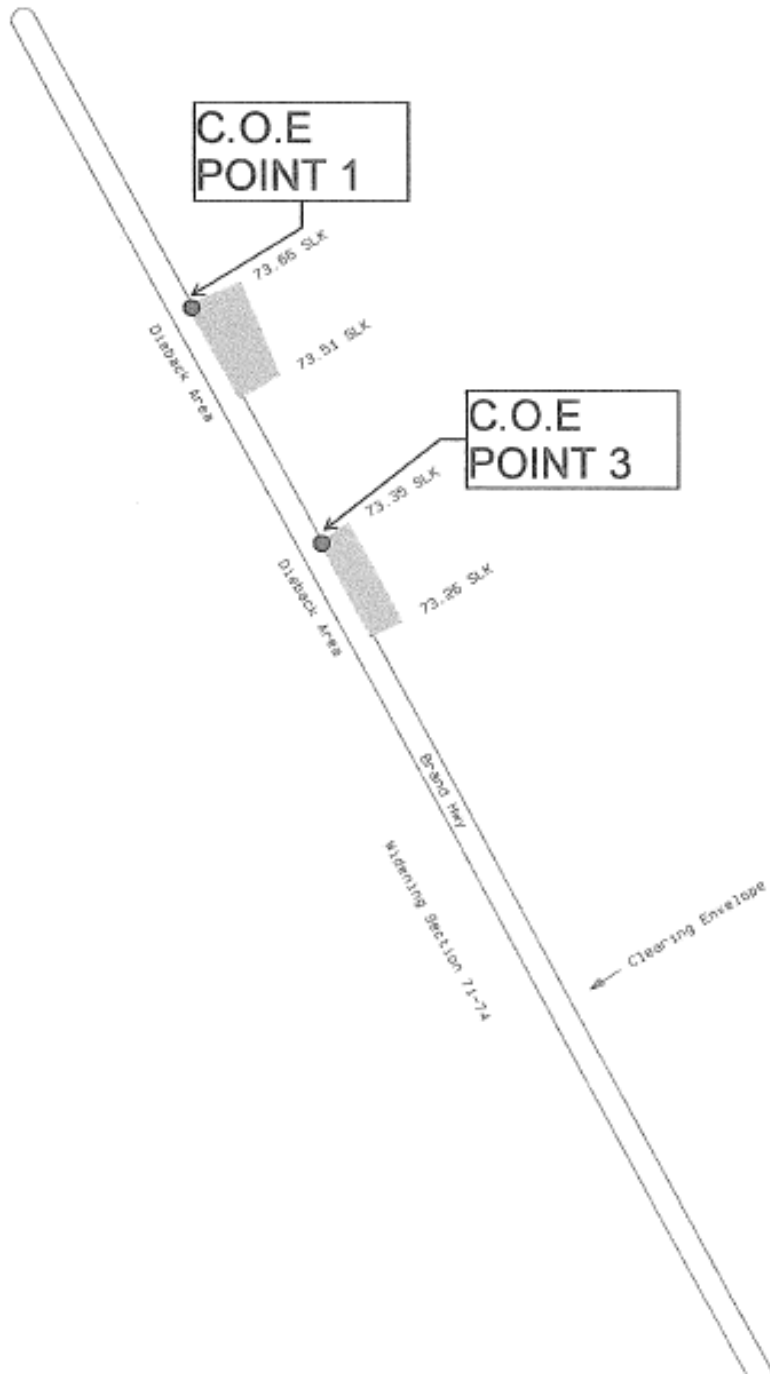 C.O.E
POINT 1
73.66 SLK
73.51 SLK
Dieback Area
C.O.E
POINT 3
73.35 SLK
73.26 SLK
Dieback Area
Brand Hwy
Widening Section 71-74
Clearing Envelope